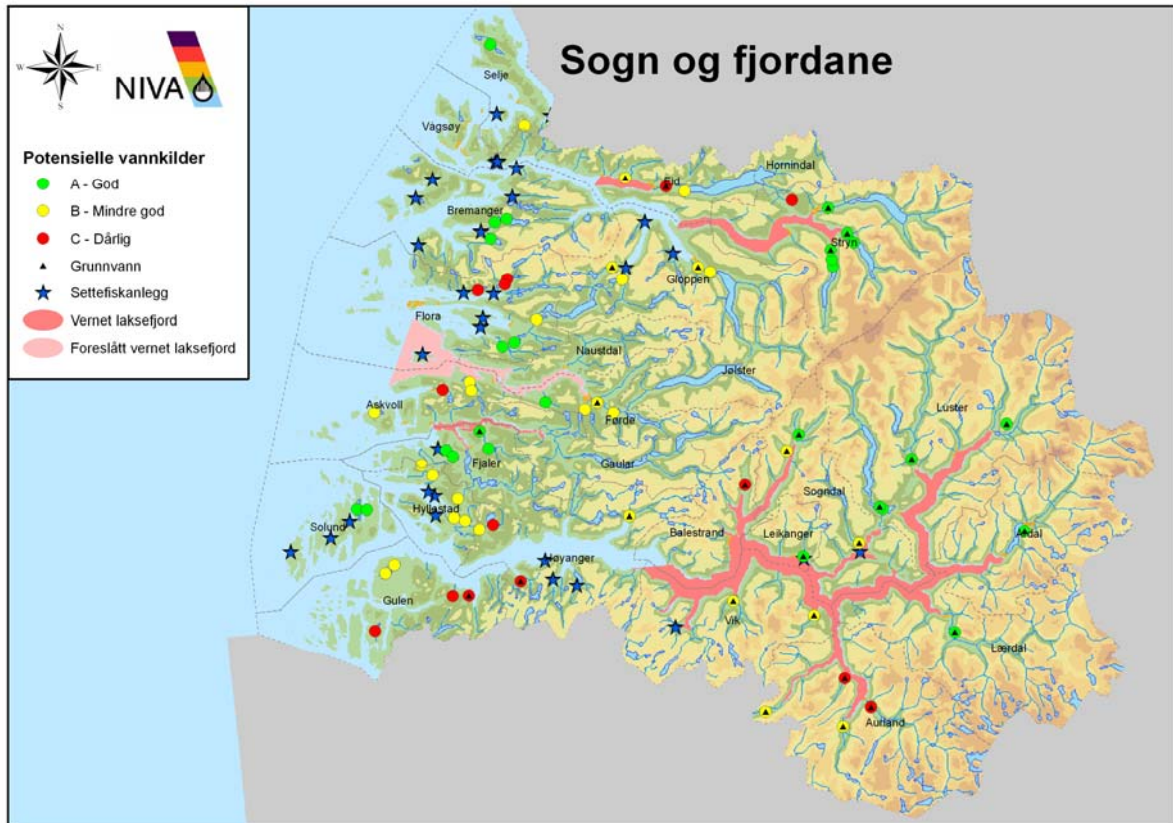 N
W E
S
NIVA
Potensielle vannkilder
A - God
B - Mindre god
C - Dårlig
Grunnvann
Settefiskanlegg
Vernet laksefjord
Foreslått vernet laksefjord
Sogn og fjordane
Selje
Vågsøy
Hornindal
Eid
Bremanger
Stryn
Gloppen
Flora
Naustdal
Jølster
Askvoll
Førde
Luster
Fjaler
Gaular
Sogndal
Hyllestad
Solund
Balestrand
Leikanger
Årdal
Høyanger
Gulen
Vik
Lærdal
Aurland